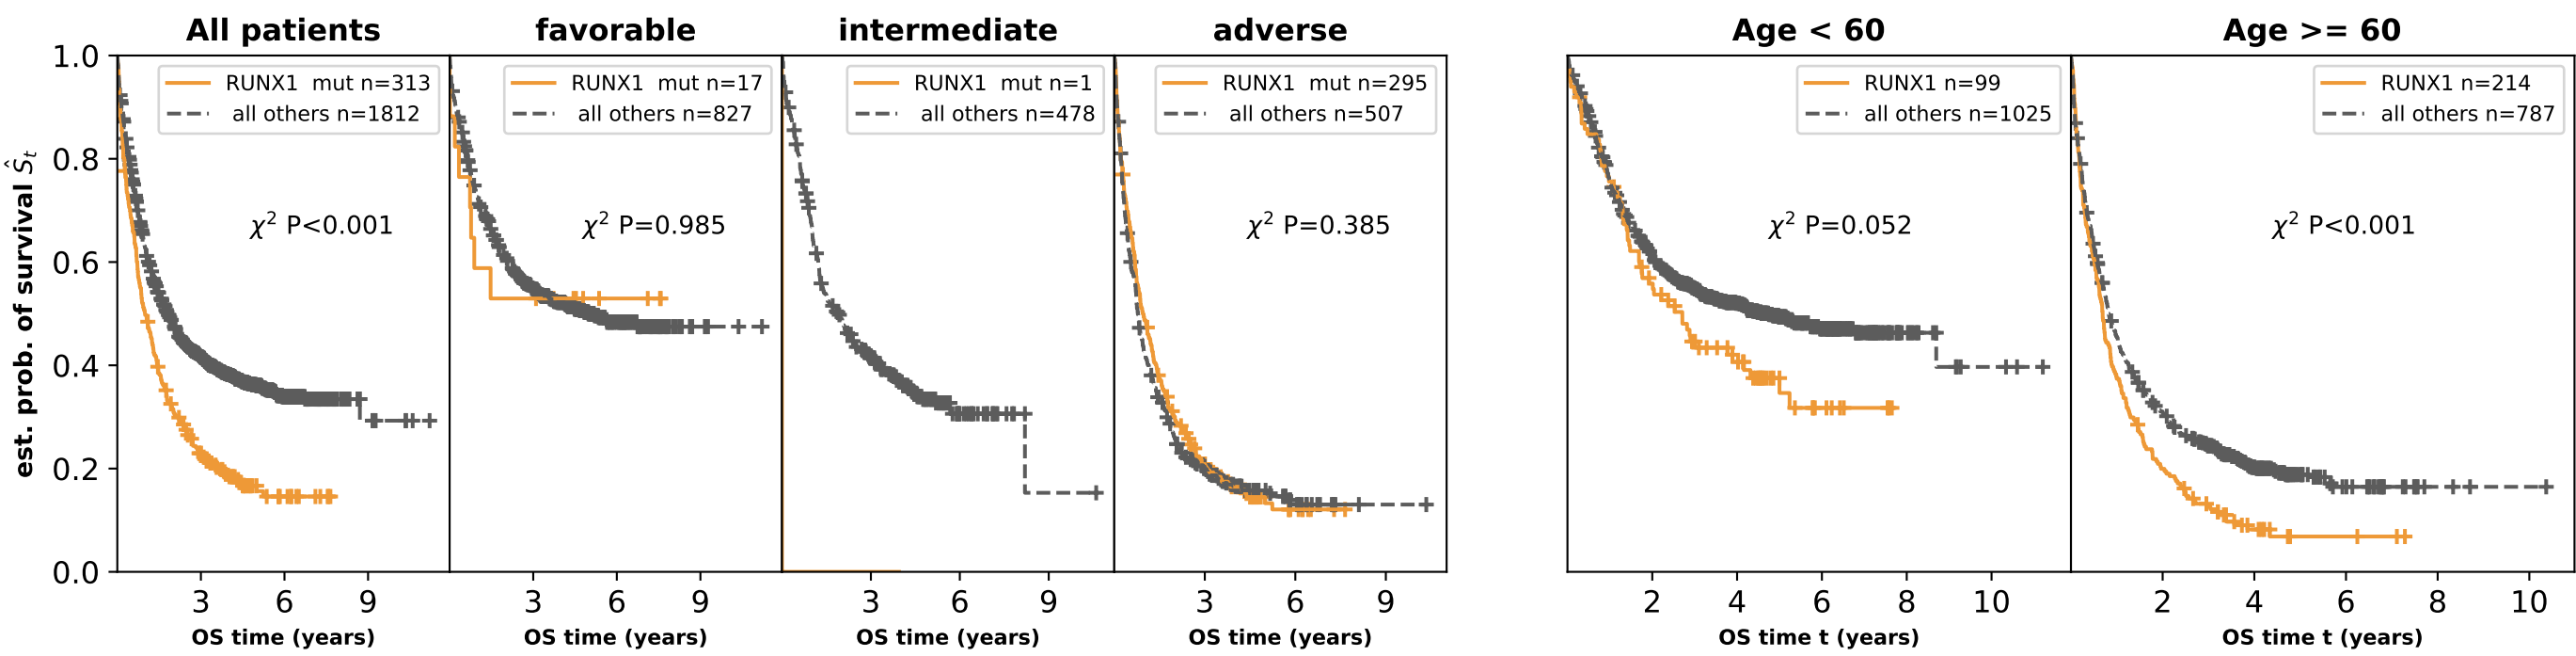 All patients
favorable
intermediate
adverse
Age < 60
Age >= 60
est. prob. of survival Ŝₜ
1.0
0.8
0.6
0.4
0.2
0.0
RUNX1 mut n=313
all others n=1812
χ² P<0.001
3 6 9
OS time (years)
RUNX1 mut n=17
all others n=827
χ² P=0.985
3 6 9
OS time (years)
RUNX1 mut n=1
all others n=478
3 6 9
OS time (years)
RUNX1 mut n=295
all others n=507
χ² P=0.385
3 6 9
OS time (years)
RUNX1 n=99
all others n=1025
χ² P=0.052
2 4 6 8 10
OS time t (years)
RUNX1 n=214
all others n=787
χ² P<0.001
2 4 6 8 10
OS time t (years)